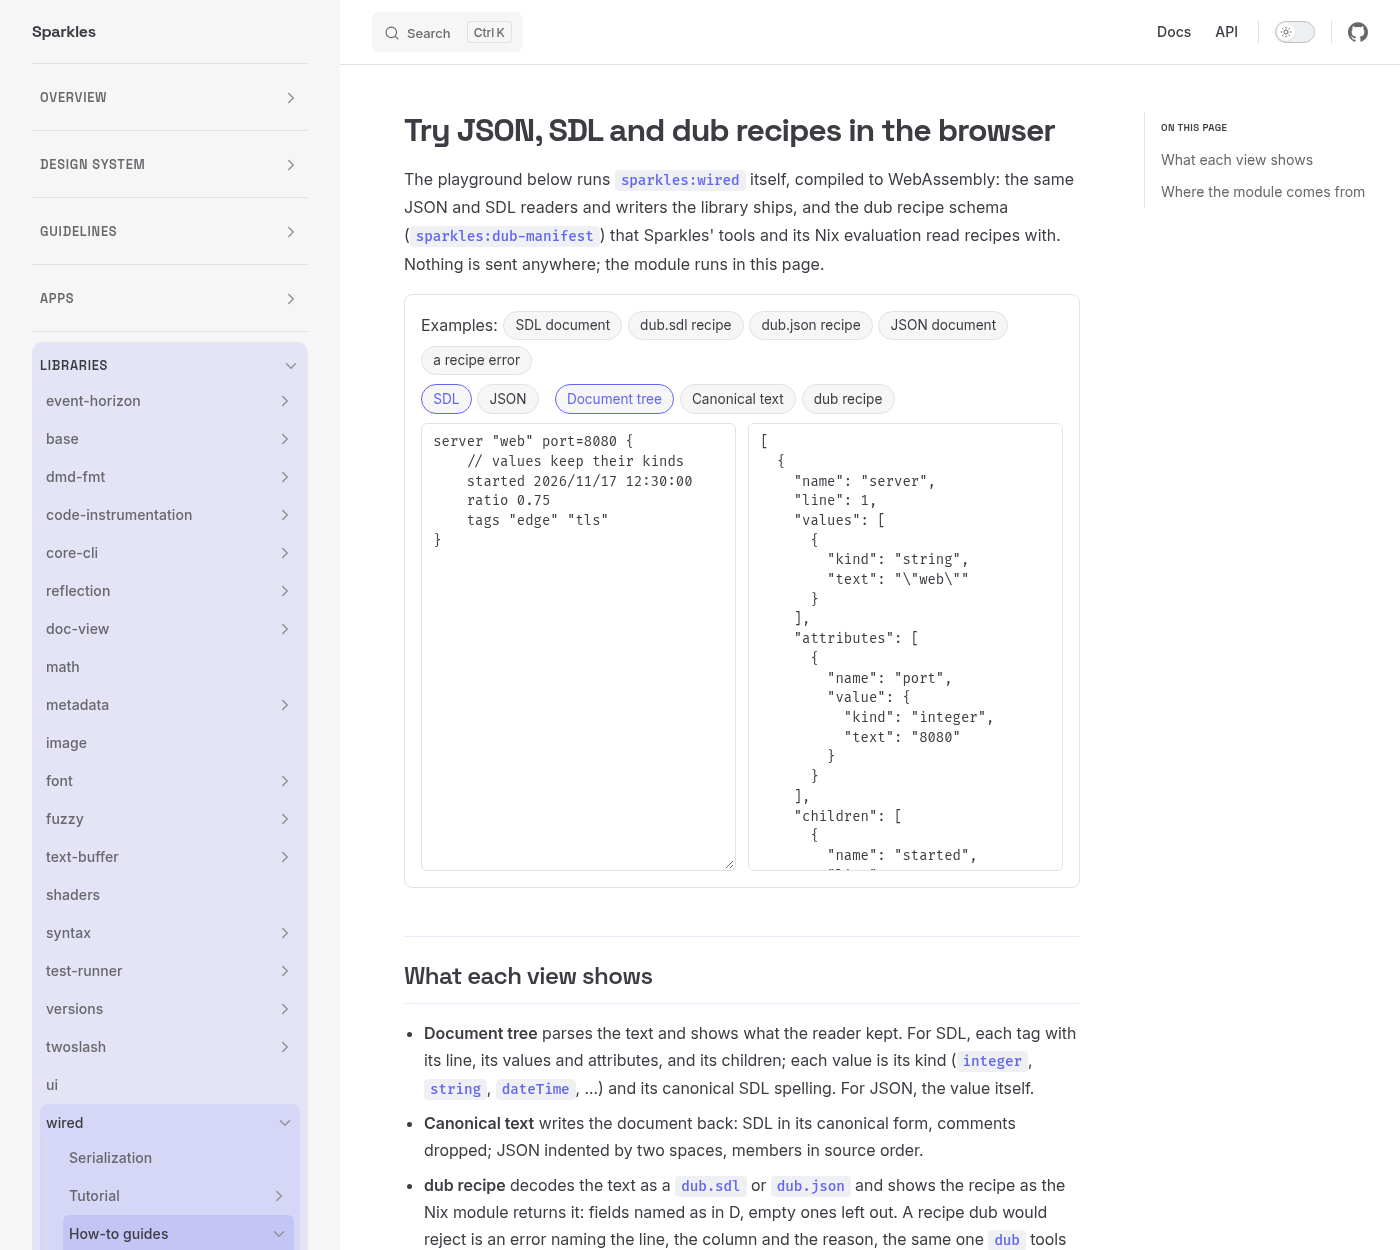 Sparkles
Search Ctrl K
Docs API
OVERVIEW
DESIGN SYSTEM
GUIDELINES
APPS
LIBRARIES
event-horizon
base
dmd-fmt
code-instrumentation
core-cli
reflection
doc-view
math
metadata
image
font
fuzzy
text-buffer
shaders
syntax
test-runner
versions
twoslash
ui
wired
Serialization
Tutorial
How-to guides
Try JSON, SDL and dub recipes in the browser
The playground below runs sparkles:wired itself, compiled to WebAssembly: the same
JSON and SDL readers and writers the library ships, and the dub recipe schema
(sparkles:dub-manifest) that Sparkles' tools and its Nix evaluation read recipes with.
Nothing is sent anywhere; the module runs in this page.
Examples: SDL document dub.sdl recipe dub.json recipe JSON document
a recipe error
SDL JSON Document tree Canonical text dub recipe
server "web" port=8080 {
    // values keep their kinds
    started 2026/11/17 12:30:00
    ratio 0.75
    tags "edge" "tls"
}
[
  {
    "name": "server",
    "line": 1,
    "values": [
      {
        "kind": "string",
        "text": "\"web\""
      }
    ],
    "attributes": [
      {
        "name": "port",
        "value": {
          "kind": "integer",
          "text": "8080"
        }
      }
    ],
    "children": [
      {
        "name": "started",
What each view shows
• Document tree parses the text and shows what the reader kept. For SDL, each tag with
its line, its values and attributes, and its children; each value is its kind (integer,
string, dateTime, …) and its canonical SDL spelling. For JSON, the value itself.
• Canonical text writes the document back: SDL in its canonical form, comments
dropped; JSON indented by two spaces, members in source order.
• dub recipe decodes the text as a dub.sdl or dub.json and shows the recipe as the
Nix module returns it: fields named as in D, empty ones left out. A recipe dub would
reject is an error naming the line, the column and the reason, the same one dub tools
ON THIS PAGE
What each view shows
Where the module comes from